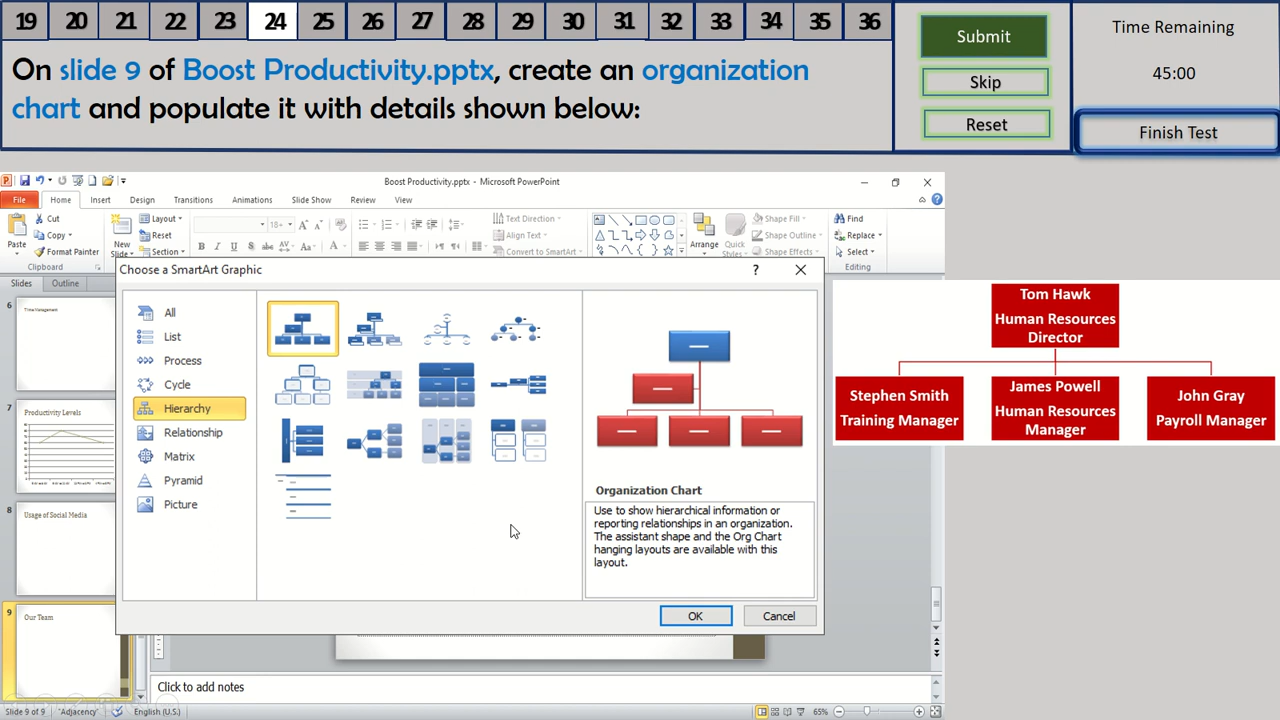 19 20 21 22 23 24 25 26 27 28 29 30 31 32 33 34 35 36
On slide 9 of Boost Productivity.pptx, create an organization
chart and populate it with details shown below:
Submit
Skip
Reset
Time Remaining
45:00
Finish Test
Boost Productivity.pptx - Microsoft PowerPoint
File Home Insert Design Transitions Animations Slide Show Review View
Paste
Cut
Copy
Format Painter
Clipboard
New
Slide
Layout
Reset
Section
18
B I U S abc AV Aa A
Text Direction
Align Text
Convert to SmartArt
Arrange
Quick
Styles
Shape Fill
Shape Outline
Shape Effects
Find
Replace
Select
Editing
Slides Outline
6
Time Management
7
Productivity Levels
8
Usage of Social Media
9
Our Team
Choose a SmartArt Graphic
?
All
List
Process
Cycle
Hierarchy
Relationship
Matrix
Pyramid
Picture
Organization Chart
Use to show hierarchical information or
reporting relationships in an organization.
The assistant shape and the Org Chart
hanging layouts are available with this
layout.
OK
Cancel
Click to add notes
Slide 9 of 9 "Adjacency" English (U.S.) 65%
Tom Hawk
Human Resources
Director
Stephen Smith
Training Manager
James Powell
Human Resources
Manager
John Gray
Payroll Manager